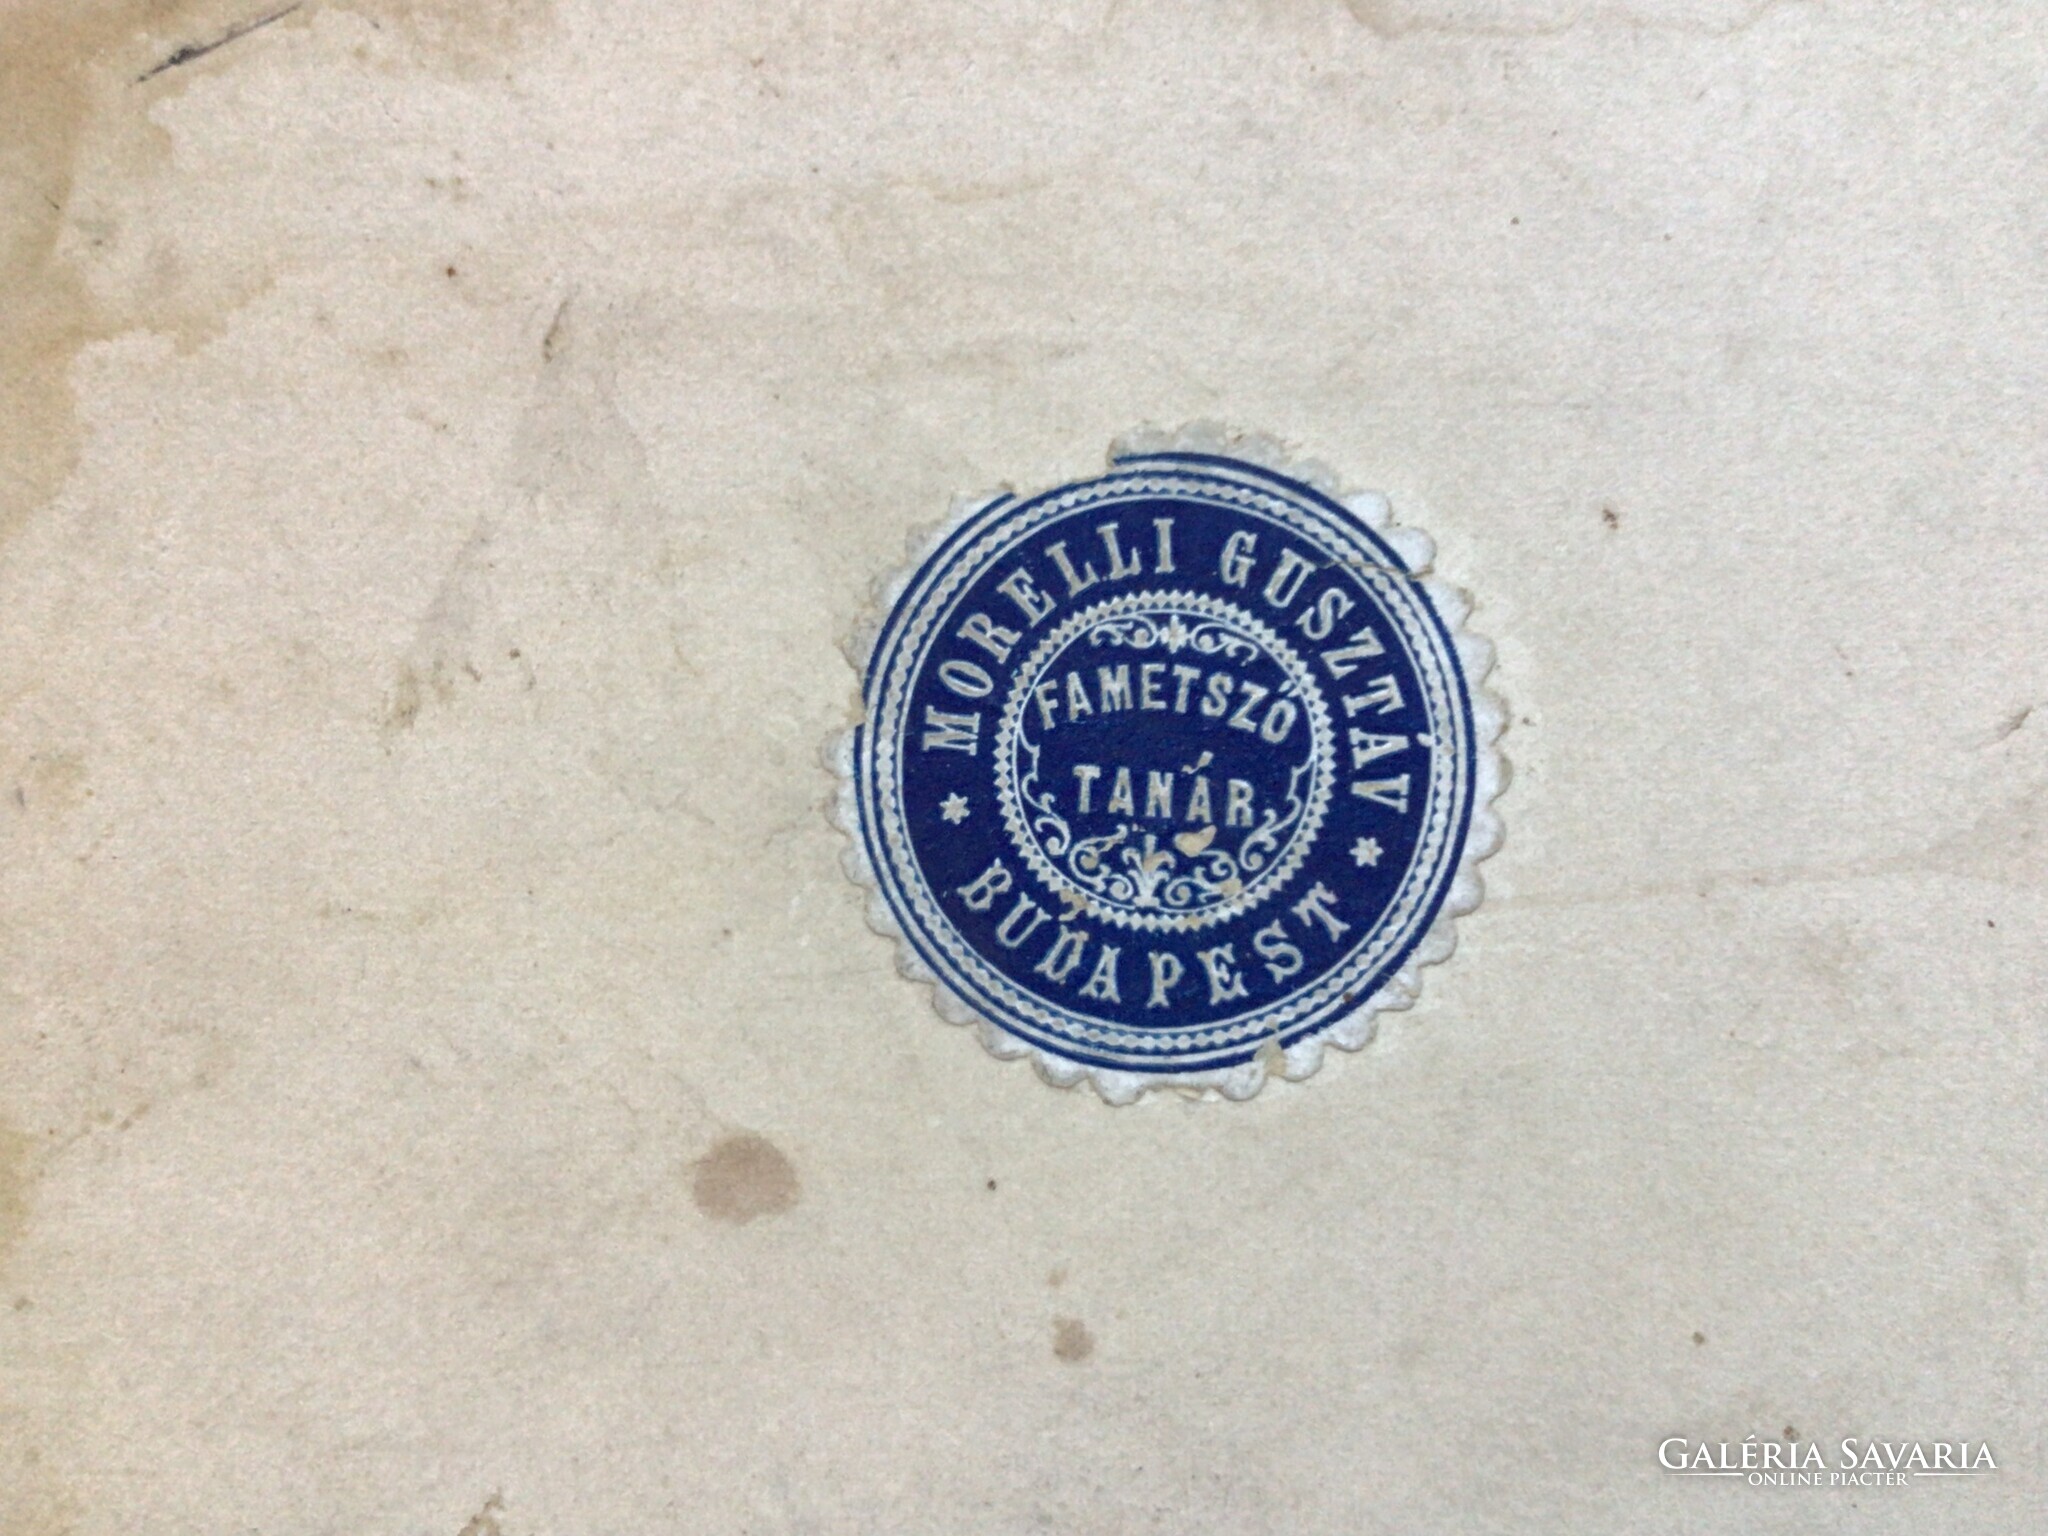 MORELLI GUSZTÁV
FAMETSZŐ
TANÁR
BUDAPEST
GALÉRIA SAVARIA
ONLINE PIACTÉR